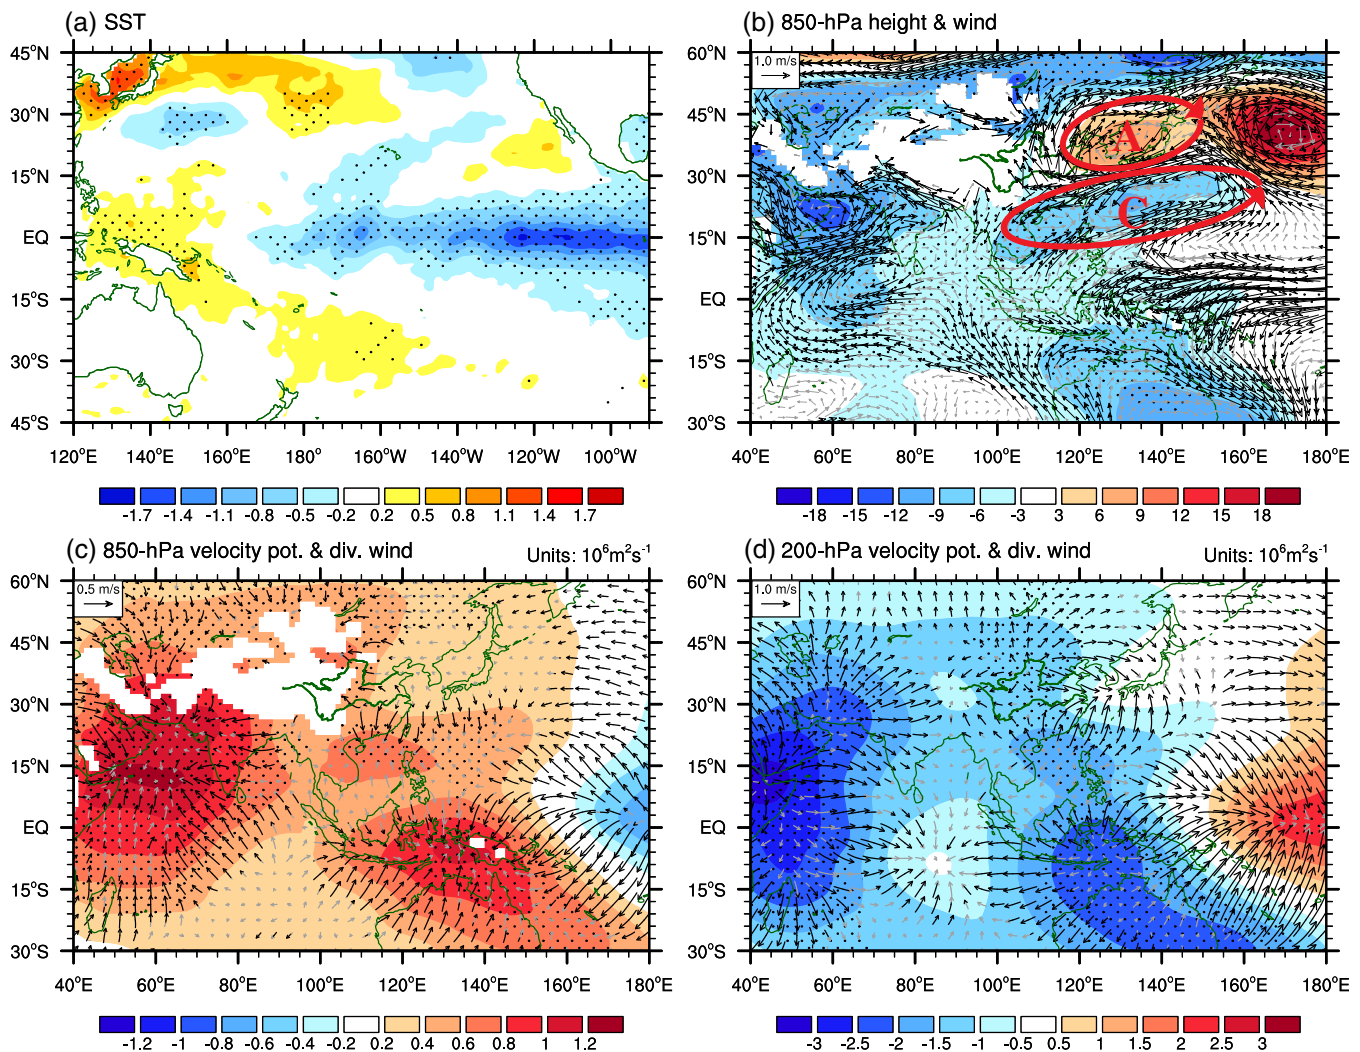 (a) SST
(b) 850-hPa height & wind
45°N
30°N
15°N
EQ
15°S
30°S
45°S
120°E 140°E 160°E 180° 160°W 140°W 120°W 100°W
-1.7 -1.4 -1.1 -0.8 -0.5 -0.2 0.2 0.5 0.8 1.1 1.4 1.7
1.0 m/s
A
C
60°N
45°N
30°N
15°N
EQ
15°S
30°S
40°E 60°E 80°E 100°E 120°E 140°E 160°E 180°E
-18 -15 -12 -9 -6 -3 3 6 9 12 15 18
(c) 850-hPa velocity pot. & div. wind
Units: 10⁶m²s⁻¹
0.5 m/s
60°N
45°N
30°N
15°N
EQ
15°S
30°S
40°E 60°E 80°E 100°E 120°E 140°E 160°E 180°E
-1.2 -1 -0.8 -0.6 -0.4 -0.2 0.2 0.4 0.6 0.8 1 1.2
(d) 200-hPa velocity pot. & div. wind
Units: 10⁶m²s⁻¹
1.0 m/s
60°N
45°N
30°N
15°N
EQ
15°S
30°S
40°E 60°E 80°E 100°E 120°E 140°E 160°E 180°E
-3 -2.5 -2 -1.5 -1 -0.5 0.5 1 1.5 2 2.5 3